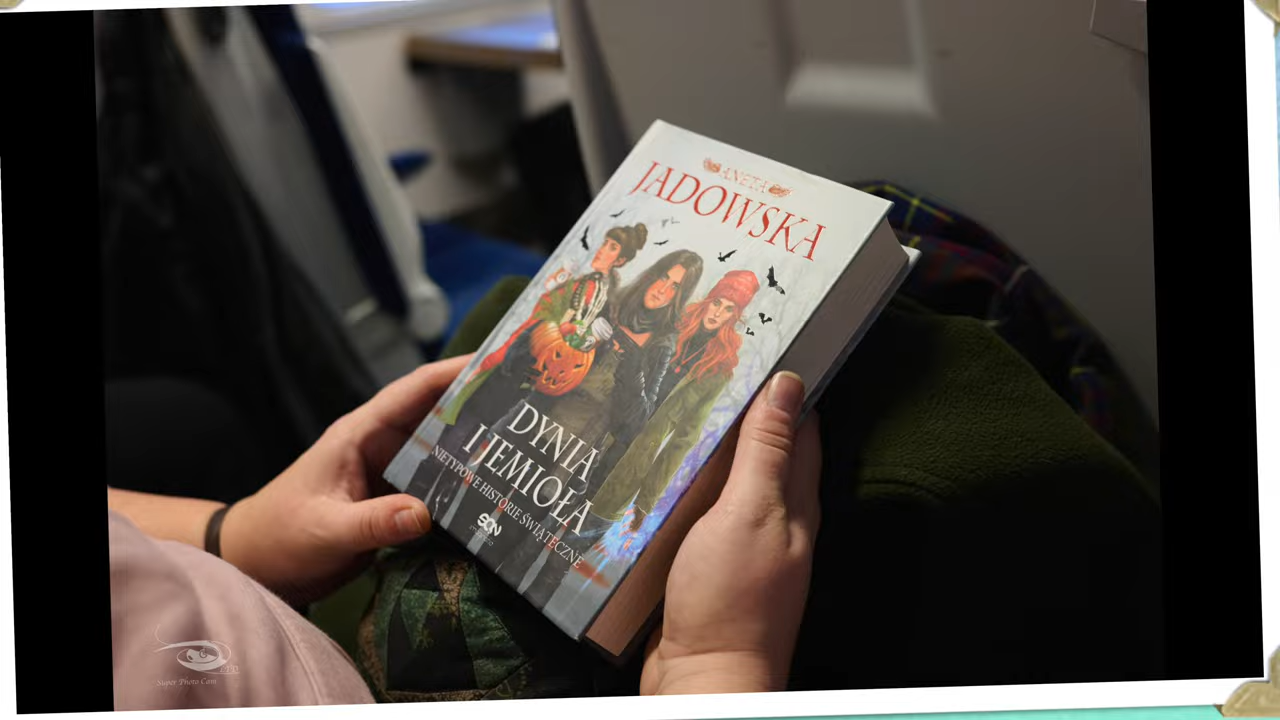 ANETA
JADOWSKA
DYNIA
I JEMIOŁA
NIETYPOWE HISTORIE ŚWIĄTECZNE
SQN
Super Photo Cam